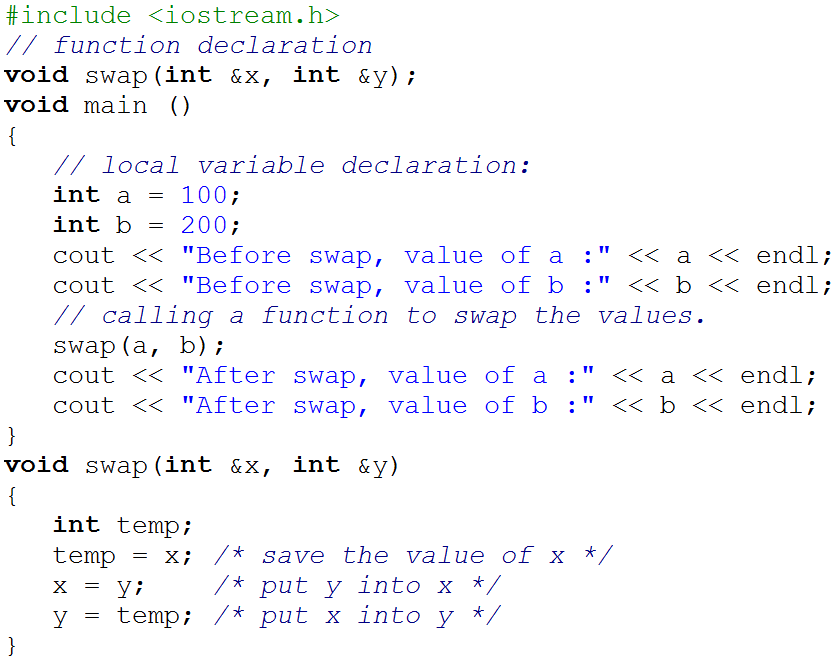 #include <iostream.h>
// function declaration
void swap(int &x, int &y);
void main ()
{
   // local variable declaration:
   int a = 100;
   int b = 200;
   cout << "Before swap, value of a :" << a << endl;
   cout << "Before swap, value of b :" << b << endl;
   // calling a function to swap the values.
   swap(a, b);
   cout << "After swap, value of a :" << a << endl;
   cout << "After swap, value of b :" << b << endl;
}
void swap(int &x, int &y)
{
   int temp;
   temp = x; /* save the value of x */
   x = y;    /* put y into x */
   y = temp; /* put x into y */
}